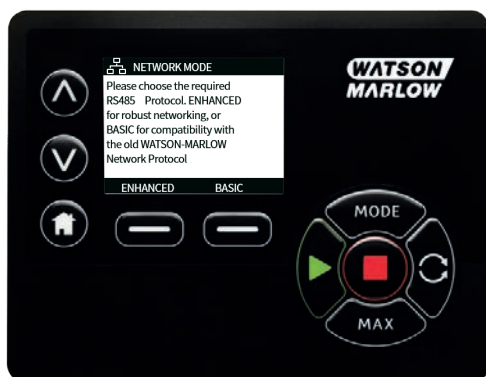 NETWORK MODE
WATSON
MARLOW
Please choose the required
RS485 Protocol. ENHANCED
for robust networking, or
BASIC for compatibility with
the old WATSON-MARLOW
Network Protocol
ENHANCED BASIC
MODE
MAX